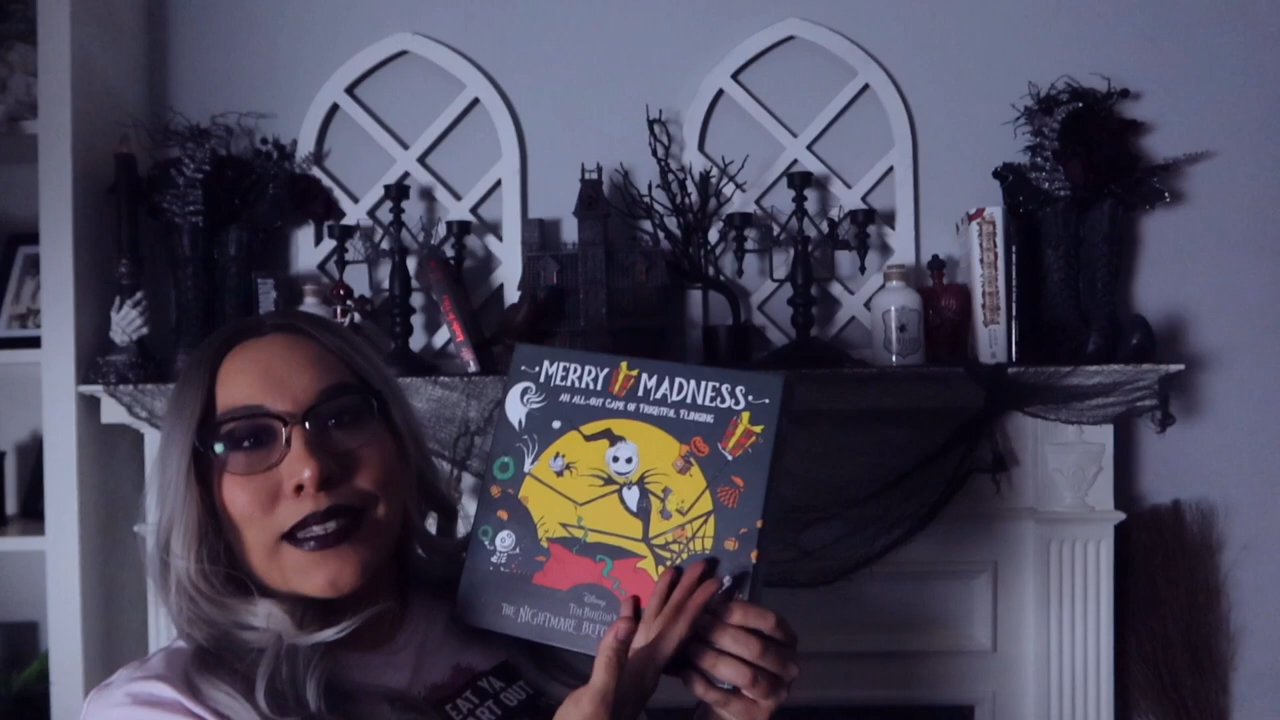 MERRY MADNESS
AN ALL-OUT GAME OF FRIGHTFUL FLINGING
Disney
TIM BURTON'S
THE NIGHTMARE BEFO
EAT YA
ART OUT